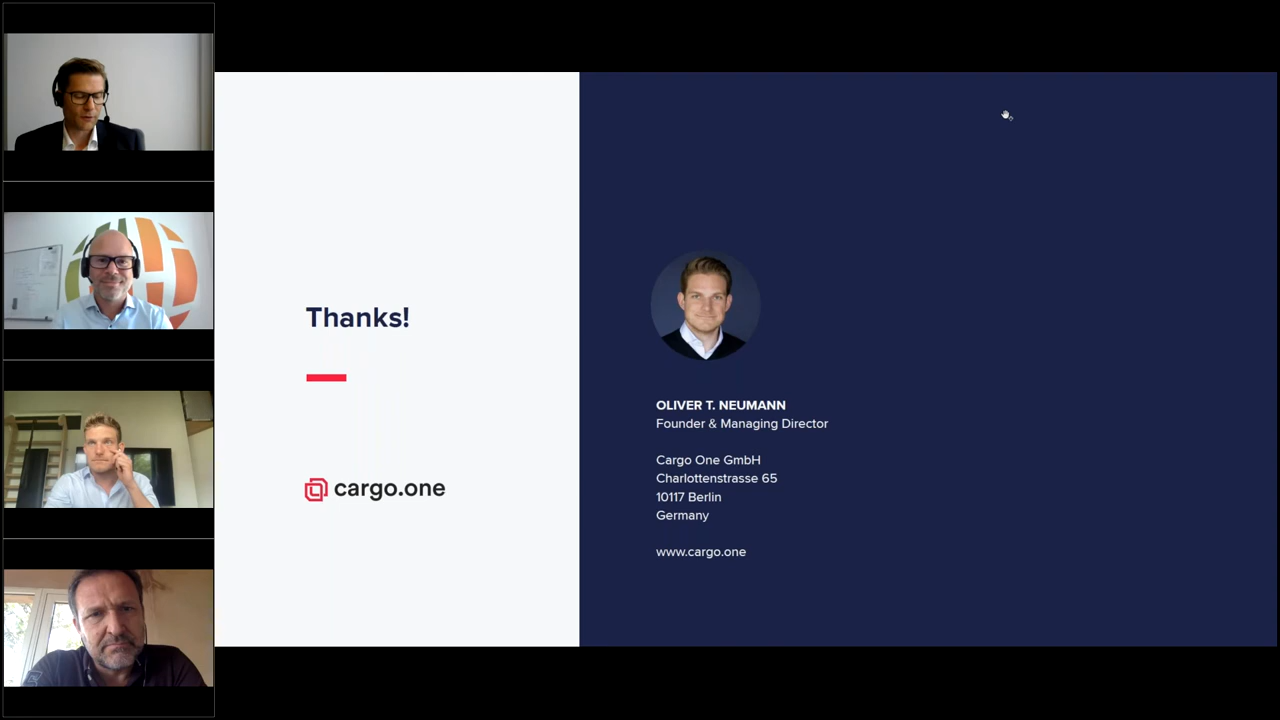 Thanks!
cargo.one
OLIVER T. NEUMANN
Founder & Managing Director
Cargo One GmbH
Charlottenstrasse 65
10117 Berlin
Germany
www.cargo.one